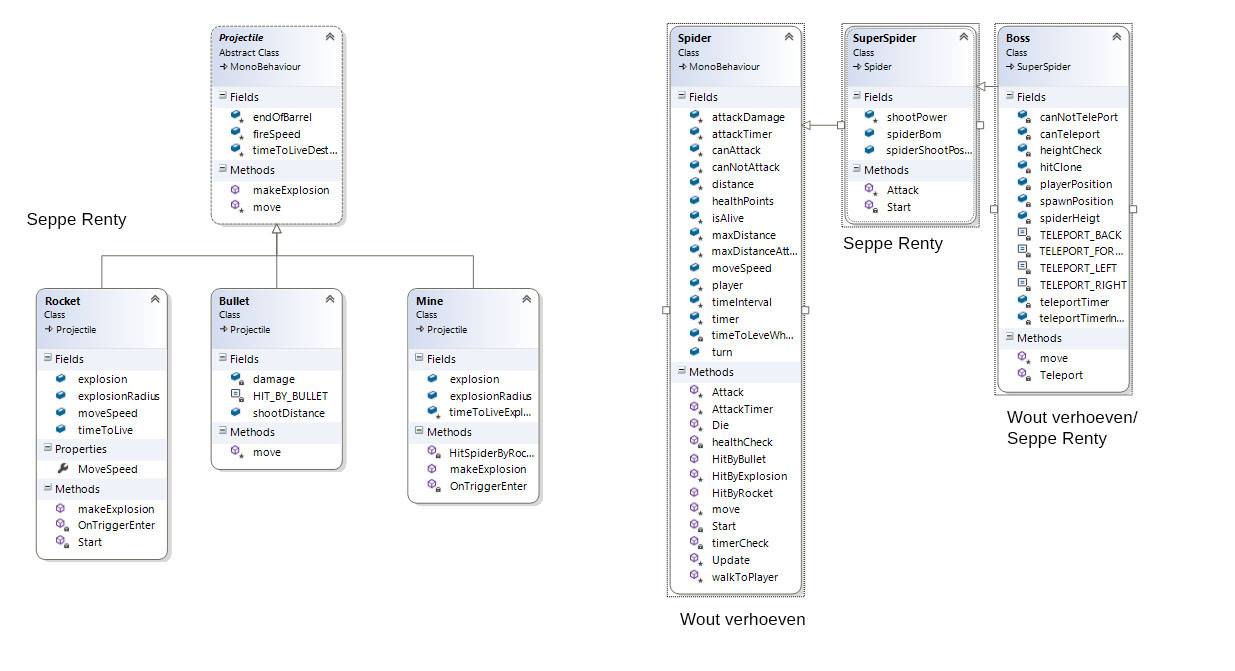 Projectile
Abstract Class
MonoBehaviour
Fields
endOfBarrel
fireSpeed
timeToLiveDest...
Methods
makeExplosion
move
Seppe Renty
Rocket
Class
Projectile
Fields
explosion
explosionRadius
moveSpeed
timeToLive
Properties
MoveSpeed
Methods
makeExplosion
OnTriggerEnter
Start
Bullet
Class
Projectile
Fields
damage
HIT_BY_BULLET
shootDistance
Methods
move
Mine
Class
Projectile
Fields
explosion
explosionRadius
timeToLiveExpl...
Methods
HitSpiderByRoc...
makeExplosion
OnTriggerEnter
Spider
Class
MonoBehaviour
Fields
attackDamage
attackTimer
canAttack
canNotAttack
distance
healthPoints
isAlive
maxDistance
maxDistanceAtt...
moveSpeed
player
timeInterval
timer
timeToLeveWh...
turn
Methods
Attack
AttackTimer
Die
healthCheck
HitByBullet
HitByExplosion
HitByRocket
move
Start
timerCheck
Update
walkToPlayer
Wout verhoeven
SuperSpider
Class
Spider
Fields
shootPower
spiderBom
spiderShootPos...
Methods
Attack
Start
Seppe Renty
Boss
Class
SuperSpider
Fields
canNotTelePort
canTeleport
heightCheck
hitClone
playerPosition
spawnPosition
spiderHeigt
TELEPORT_BACK
TELEPORT_FOR...
TELEPORT_LEFT
TELEPORT_RIGHT
teleportTimer
teleportTimerIn...
Methods
move
Teleport
Wout verhoeven/
Seppe Renty